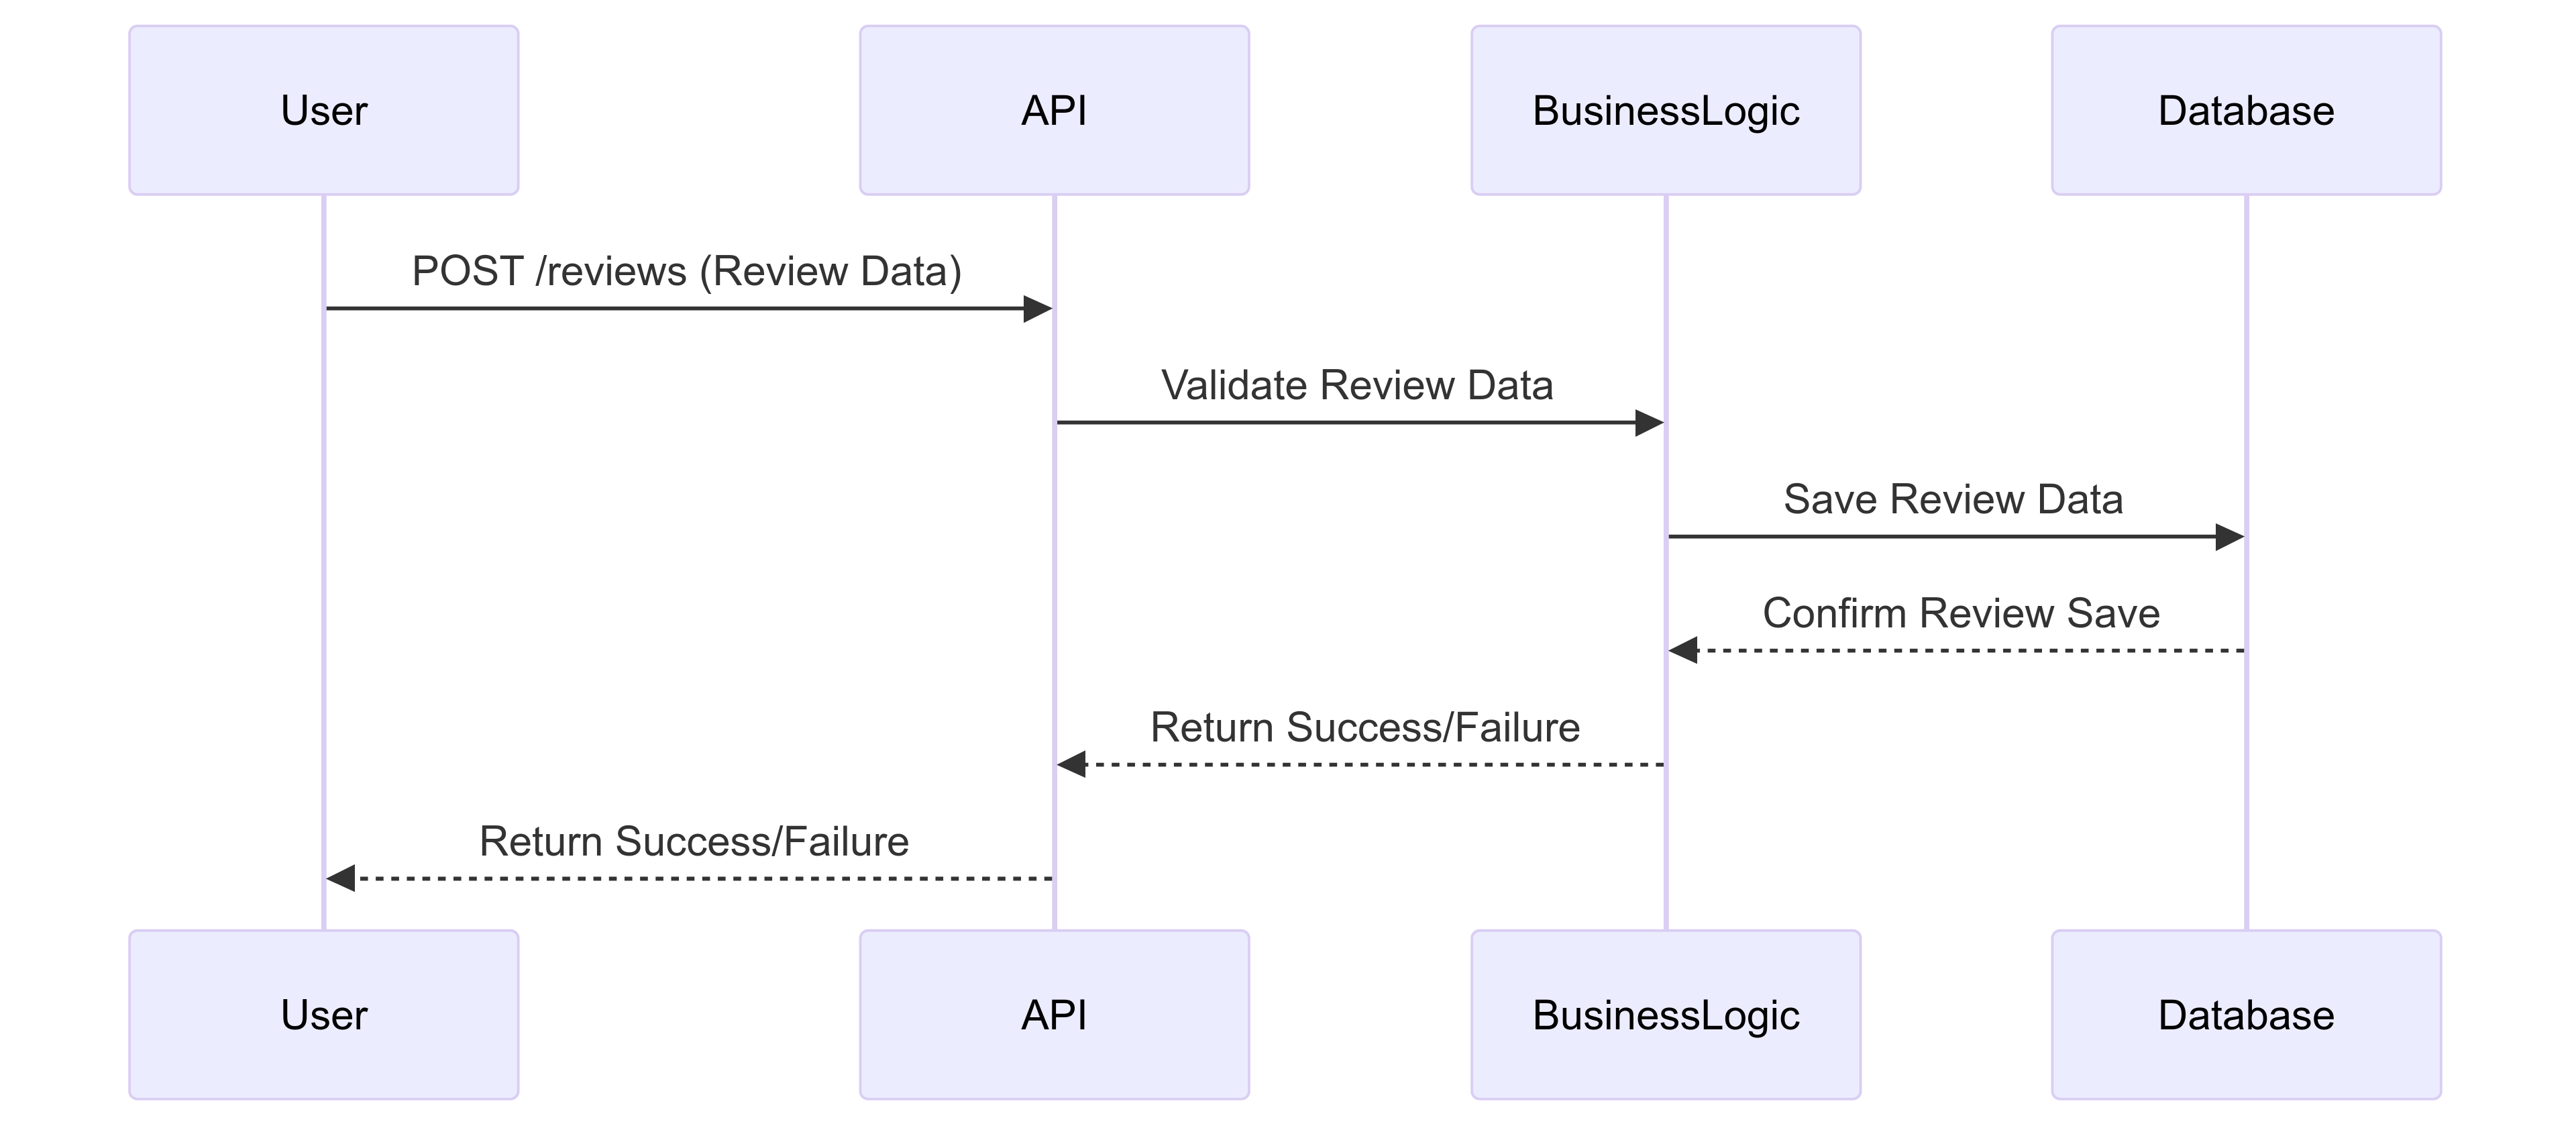 User
API
BusinessLogic
Database
POST /reviews (Review Data)
Validate Review Data
Save Review Data
Confirm Review Save
Return Success/Failure
Return Success/Failure
User
API
BusinessLogic
Database